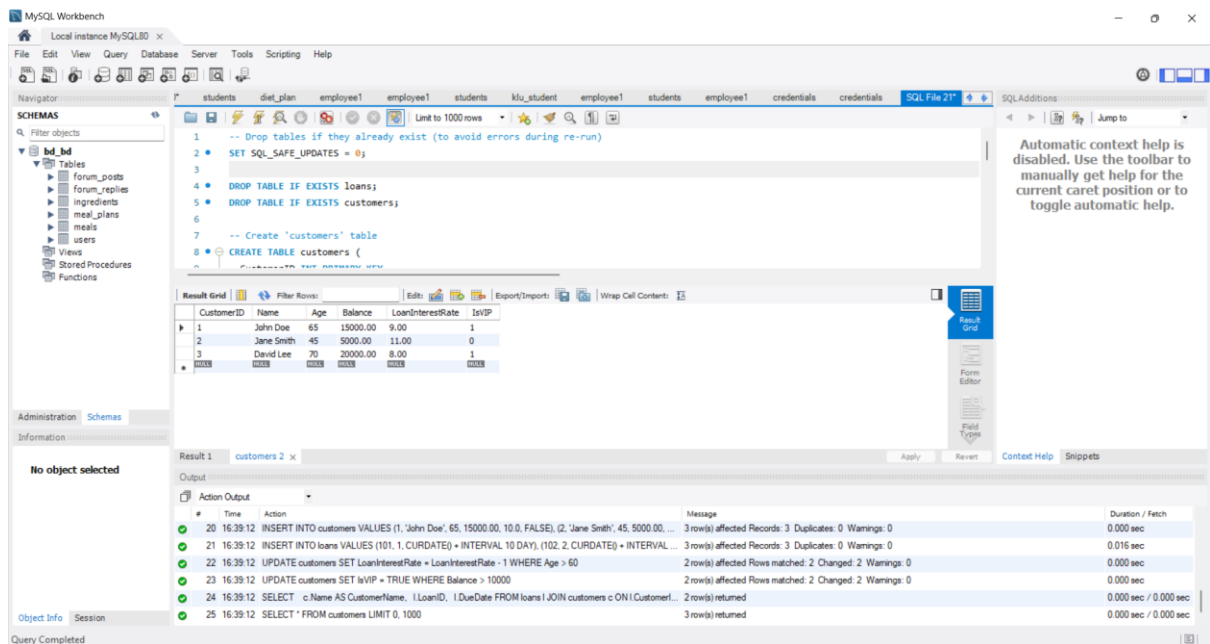 MySQL Workbench
Local instance MySQL80
File Edit View Query Database Server Tools Scripting Help
Navigator
SCHEMAS
Filter objects
bd_bd
Tables
forum_posts
forum_replies
ingredients
meal_plans
meals
users
Views
Stored Procedures
Functions
Administration Schemas
Information
No object selected
Object Info Session
Query Completed
students diet_plan employee1 employee1 students klu_student employee1 students employee1 credentials credentials SQL File 21*
Limit to 1000 rows
1 -- Drop tables if they already exist (to avoid errors during re-run)
2 SET SQL_SAFE_UPDATES = 0;
3
4 DROP TABLE IF EXISTS loans;
5 DROP TABLE IF EXISTS customers;
6
7 -- Create 'customers' table
8 CREATE TABLE customers (
Result Grid Filter Rows: Edit: Export/Import: Wrap Cell Content:
CustomerID Name Age Balance LoanInterestRate IsVIP
1 John Doe 65 15000.00 9.00 1
2 Jane Smith 45 5000.00 11.00 0
3 David Lee 70 20000.00 8.00 1
NULL NULL NULL NULL NULL NULL
Result Grid
Form Editor
Field Types
Result 1 customers 2 Apply Revert
Output
Action Output
# Time Action Message Duration / Fetch
20 16:39:12 INSERT INTO customers VALUES (1, 'John Doe', 65, 15000.00, 10.0, FALSE), (2, 'Jane Smith', 45, 5000.00, ... 3 row(s) affected Records: 3 Duplicates: 0 Warnings: 0 0.000 sec
21 16:39:12 INSERT INTO loans VALUES (101, 1, CURDATE() + INTERVAL 10 DAY), (102, 2, CURDATE() + INTERVAL ... 3 row(s) affected Records: 3 Duplicates: 0 Warnings: 0 0.016 sec
22 16:39:12 UPDATE customers SET LoanInterestRate = LoanInterestRate - 1 WHERE Age > 60 2 row(s) affected Rows matched: 2 Changed: 2 Warnings: 0 0.000 sec
23 16:39:12 UPDATE customers SET IsVIP = TRUE WHERE Balance > 10000 2 row(s) affected Rows matched: 2 Changed: 2 Warnings: 0 0.000 sec
24 16:39:12 SELECT c.Name AS CustomerName, l.LoanID, l.DueDate FROM loans l JOIN customers c ON l.CustomerI... 2 row(s) returned 0.000 sec / 0.000 sec
25 16:39:12 SELECT * FROM customers LIMIT 0, 1000 3 row(s) returned 0.000 sec / 0.000 sec
SQLAdditions
Jump to
Automatic context help is
disabled. Use the toolbar to
manually get help for the
current caret position or to
toggle automatic help.
Context Help Snippets